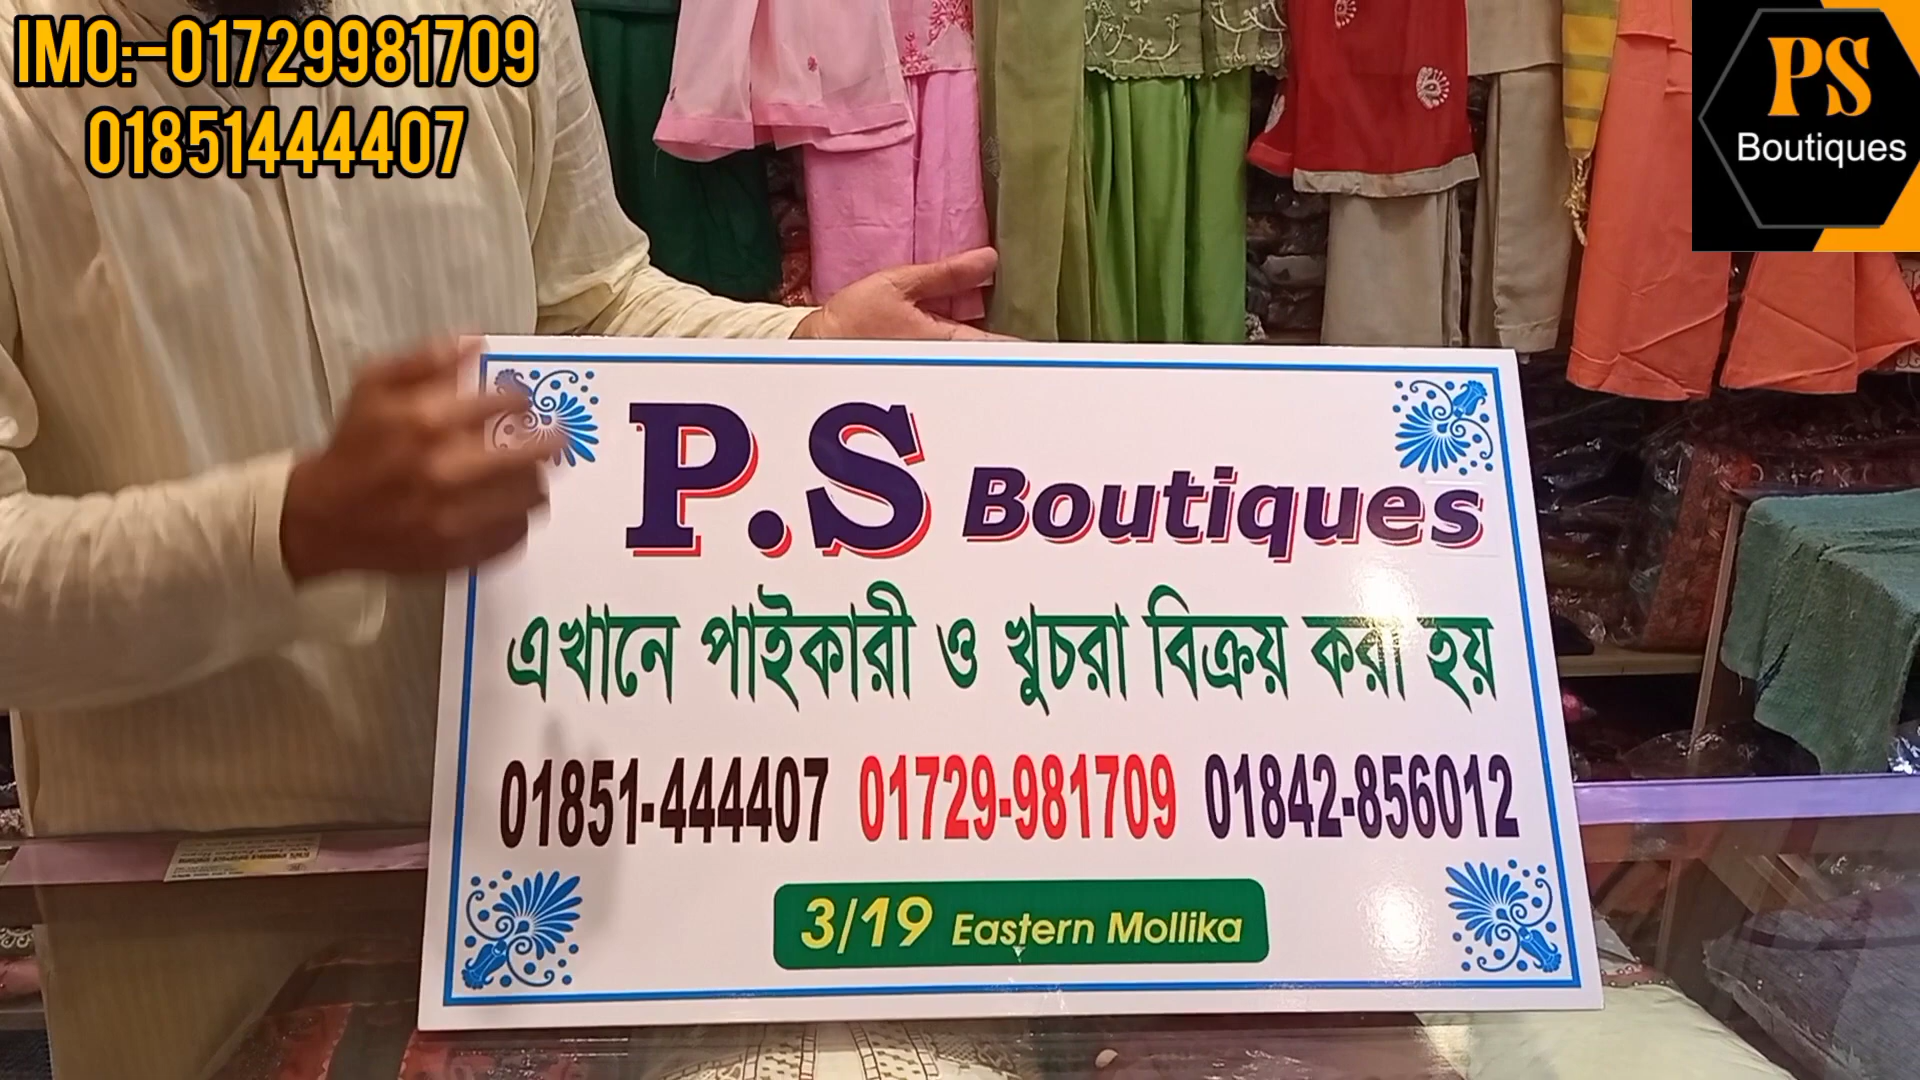 IMO:-01729981709
01851444407
PS
Boutiques
P.S Boutiques
এখানে পাইকারী ও খুচরা বিক্রয় করা হয়
01851-444407 01729-981709 01842-856012
3/19 Eastern Mollika